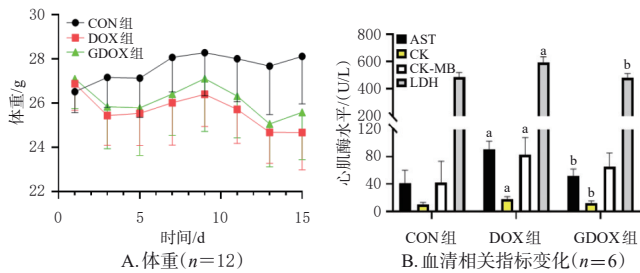 CON组
DOX组
GDOX组
体重/g
30
28
26
24
22
0
5
10
15
时间/d
A.体重(n=12)
AST
CK
CK-MB
LDH
心肌酶水平/(U/L)
800
600
400
120
80
40
0
a
b
a
a
a
b
b
CON组
DOX组
GDOX组
B.血清相关指标变化(n=6)